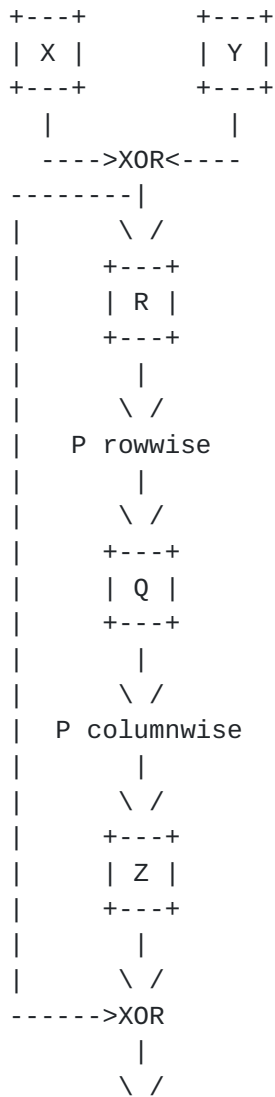 +---+       +---+
| X |       | Y |
+---+       +---+
  |           |
  ---->XOR<----
--------|
|      \ /
|     +---+
|     | R |
|     +---+
|       |
|      \ /
|   P rowwise
|       |
|      \ /
|     +---+
|     | Q |
|     +---+
|       |
|      \ /
|  P columnwise
|       |
|      \ /
|     +---+
|     | Z |
|     +---+
|       |
|      \ /
------>XOR
        |
       \ /